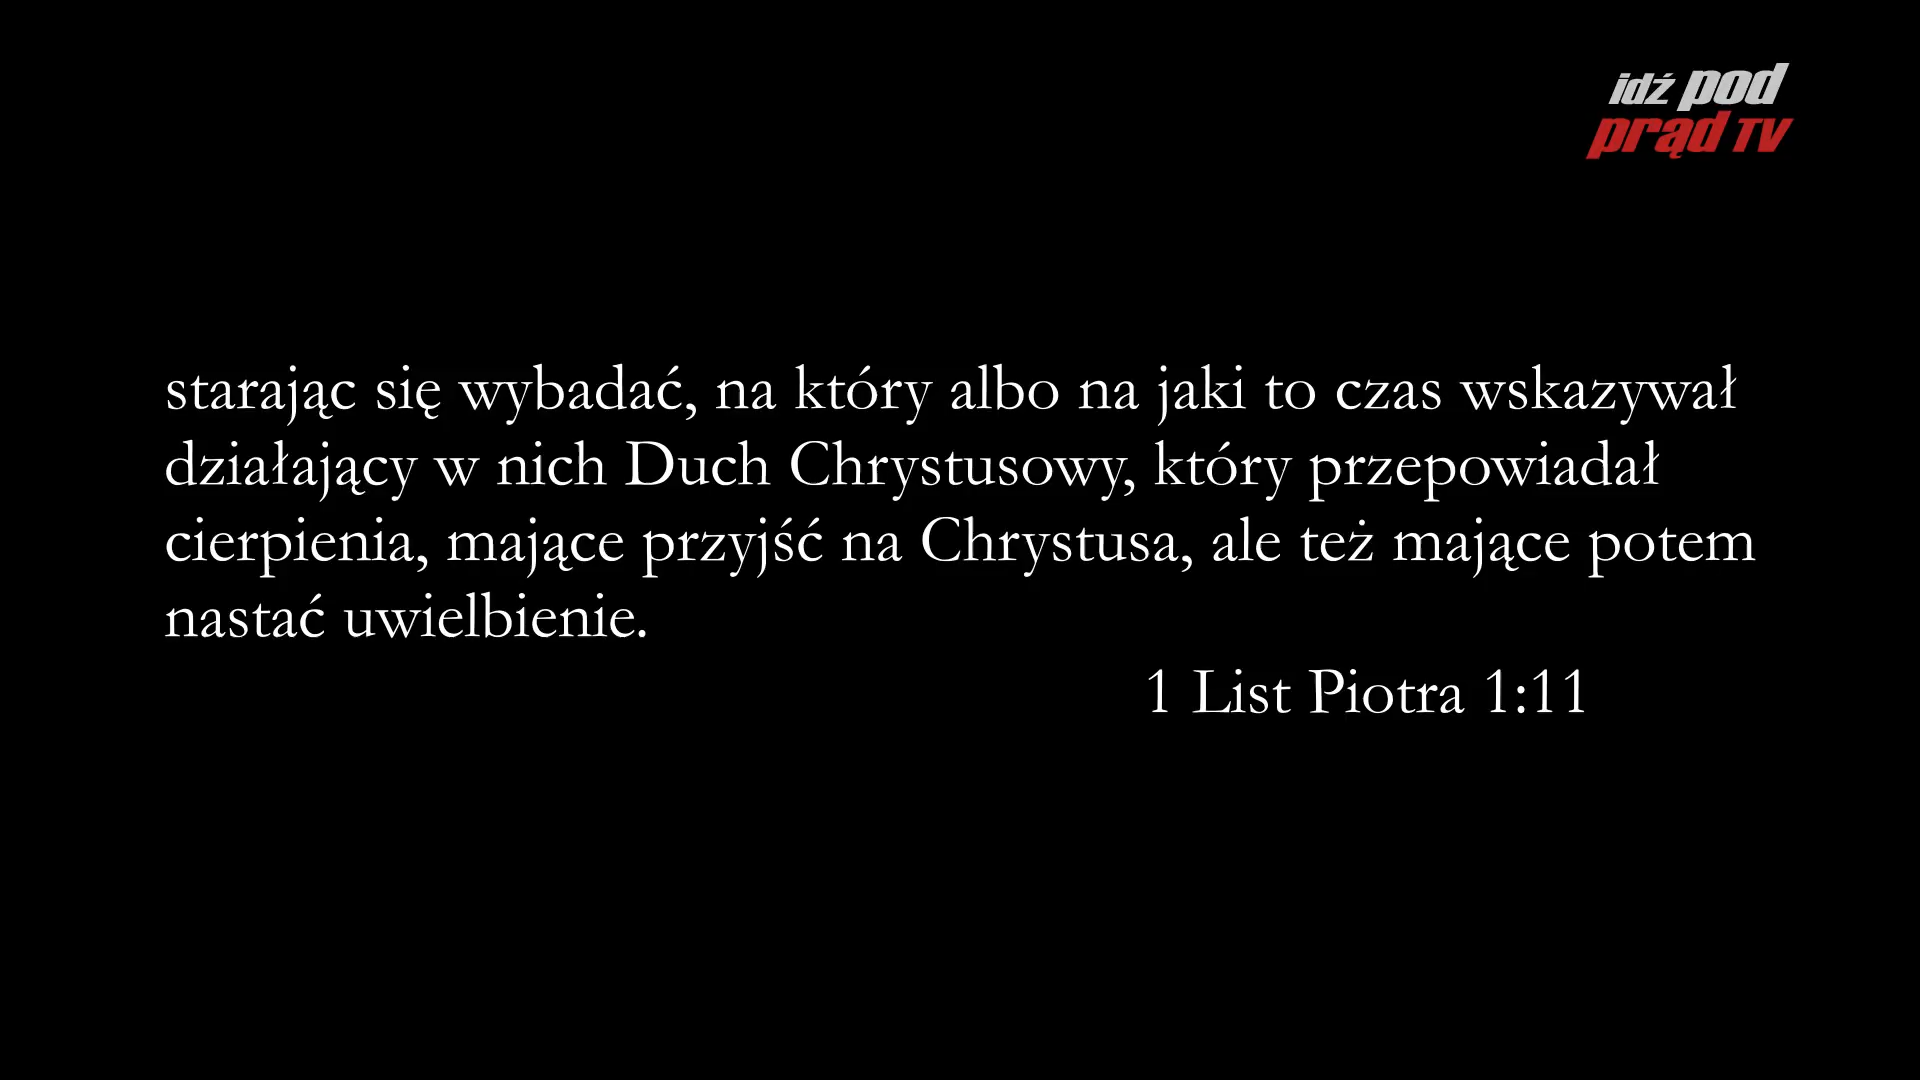 idź pod
prąd TV
starając się wybadać, na który albo na jaki to czas wskazywał
działający w nich Duch Chrystusowy, który przepowiadał
cierpienia, mające przyjść na Chrystusa, ale też mające potem
nastać uwielbienie.
1 List Piotra 1:11